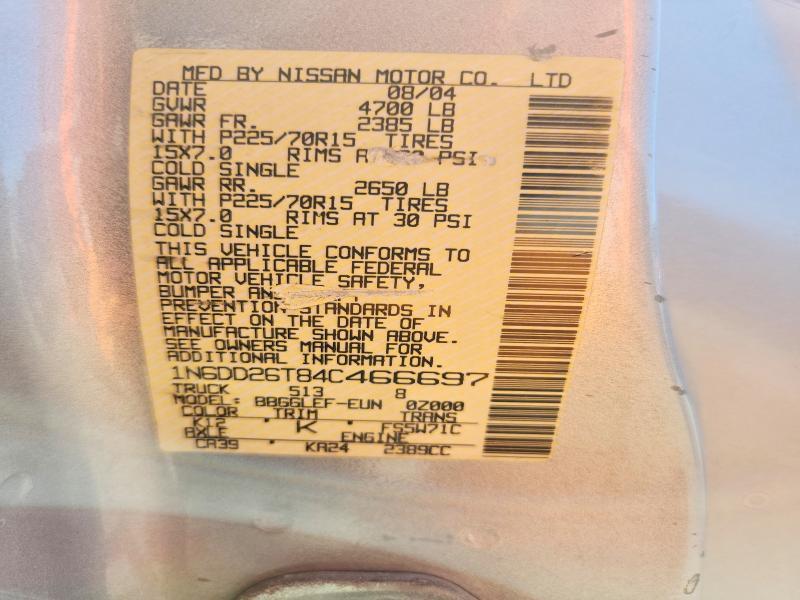 MFD BY NISSAN MOTOR CO. LTD
DATE 08/04
GVWR 4700 LB
GAWR FR. 2385 LB
WITH P225/70R15 TIRES
15X7.0 RIMS PSI
COLD SINGLE
GAWR RR. 2650 LB
WITH P225/70R15 TIRES
15X7.0 RIMS AT 30 PSI
COLD SINGLE
THIS VEHICLE CONFORMS TO
ALL APPLICABLE FEDERAL
MOTOR VEHICLE SAFETY,
BUMPER
PREVENTION STANDARDS IN
EFFECT ON THE DATE OF
MANUFACTURE SHOWN ABOVE.
SEE OWNERS MANUAL FOR
ADDITIONAL INFORMATION.
1N6DD26T84C466697
TRUCK 513 8
MODEL: BBGGLEF-EUN 0Z000
COLOR TRIM TRANS
K12 · K · FS5W71C
AXLE ENGINE
CA39 · KA24 2389CC